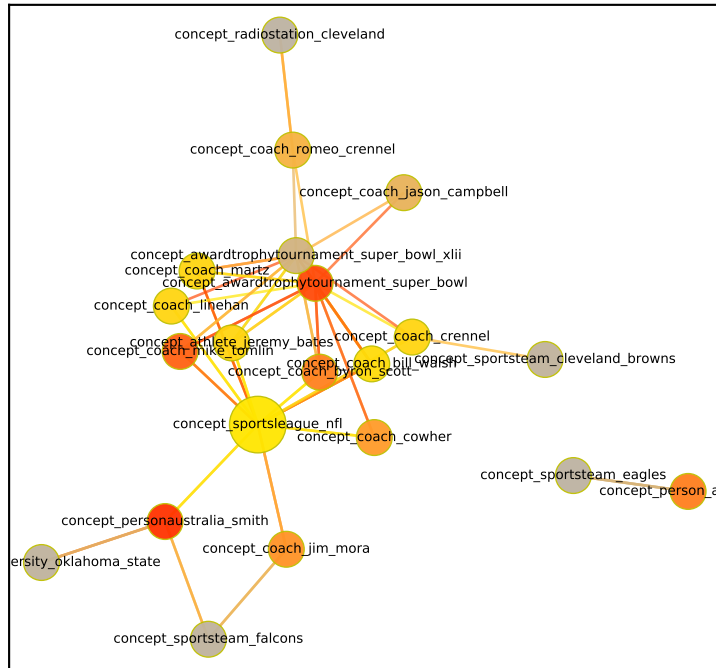 concept_radiostation_cleveland
concept_coach_romeo_crennel
concept_coach_jason_campbell
concept_awardtrophytournament_super_bowl_xlii
concept_coach_martz
concept_awardtrophytournament_super_bowl
concept_coach_linehan
concept_coach_crennel
concept_athlete_jeremy_bates
concept_coach_mike_tomlin
concept_sportsteam_cleveland_browns
concept_coach_bill_walsh
concept_coach_byron_scott
concept_sportsleague_nfl
concept_coach_cowher
concept_sportsteam_eagles
concept_person_a
concept_personaustralia_smith
concept_coach_jim_mora
ersity_oklahoma_state
concept_sportsteam_falcons